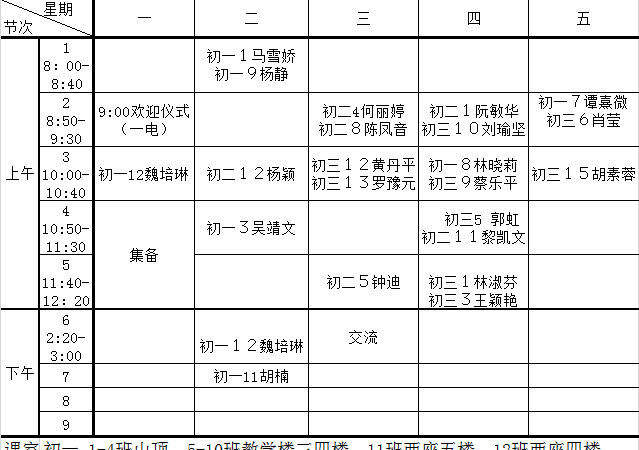 星期 一 二 三 四 五
节次
上午
1
8：00-
8:40
初一１马雪娇
初一９杨静
2
8:50-
9:30
9:00欢迎仪式
（一电）
初二4何丽婷
初二８陈凤音
初二１阮敏华
初三１０刘瑜坚
初一７谭熹微
初三６肖莹
3
10:00-
10:40
初一12魏培琳
初二１２杨颖
初三１２黄丹平
初三１３罗豫元
初一８林晓莉
初三９蔡乐平
初三１５胡素蓉
4
10:50-
11:30
集备
初一３吴靖文
初三5 郭虹
初二１１黎凯文
5
11:40-
12：20
初二５钟迪
初三１林淑芬
初三３王颖艳
下午
6
2:20-
3:00
初一１２魏培琳
交流
7
初一11胡楠
8
9
课室 初一 1-4班山顶，5-10班教学楼三四楼，11班西座五楼，12班西座四楼